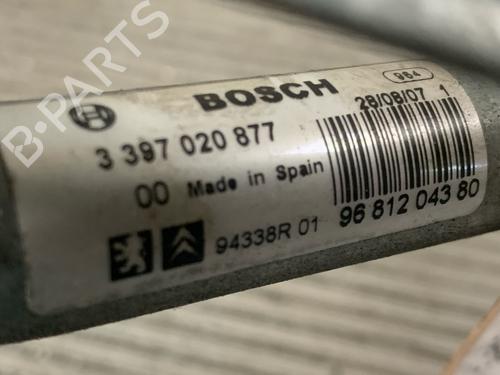 B-PARTS
BOSCH
964
3 397 020 877
28/08/07 1
00 Made in Spain
94338R 01
96 812 043 80